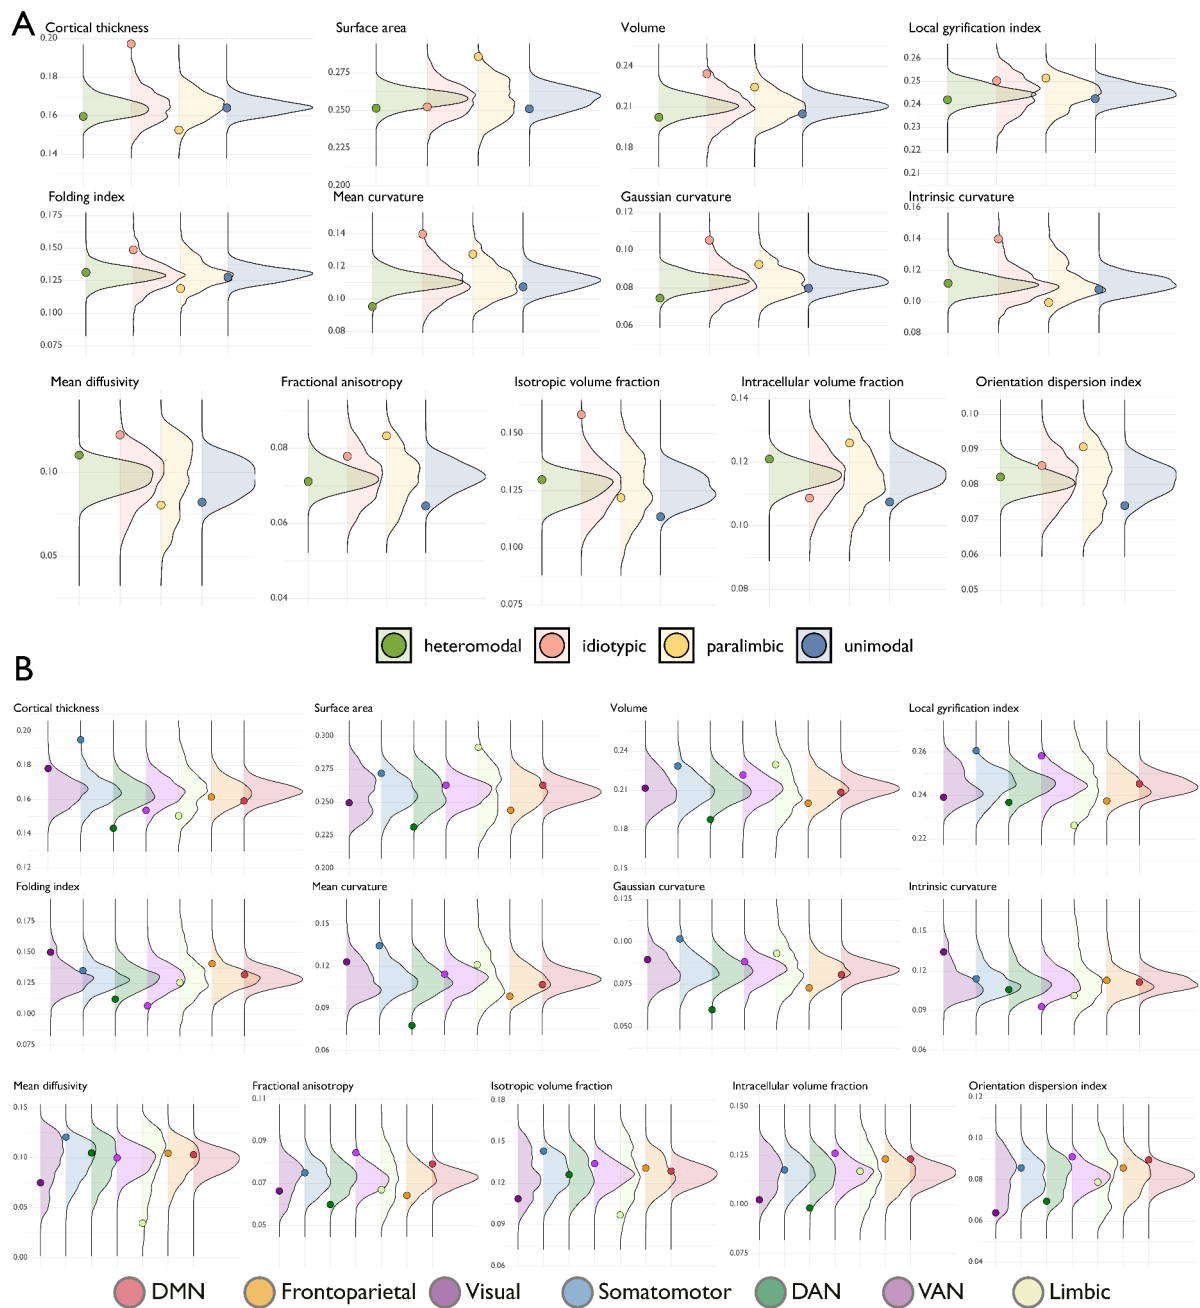 A
Cortical thickness
Surface area
Volume
Local gyrification index
0.20
0.18
0.16
0.14
0.275
0.250
0.225
0.200
0.24
0.21
0.18
0.26
0.25
0.24
0.23
0.22
0.21
Folding index
Mean curvature
Gaussian curvature
Intrinsic curvature
0.175
0.150
0.125
0.100
0.075
0.14
0.12
0.10
0.08
0.12
0.10
0.08
0.06
0.16
0.14
0.12
0.10
0.08
Mean diffusivity
Fractional anisotropy
Isotropic volume fraction
Intracellular volume fraction
Orientation dispersion index
0.10
0.05
0.08
0.06
0.04
0.150
0.125
0.100
0.075
0.14
0.12
0.10
0.08
0.10
0.09
0.08
0.07
0.06
0.05
heteromodal
idiotypic
paralimbic
unimodal
B
Cortical thickness
Surface area
Volume
Local gyrification index
0.20
0.18
0.16
0.14
0.12
0.300
0.275
0.250
0.225
0.200
0.24
0.21
0.18
0.15
0.26
0.24
0.22
Folding index
Mean curvature
Gaussian curvature
Intrinsic curvature
0.175
0.150
0.125
0.100
0.075
0.15
0.12
0.09
0.06
0.125
0.100
0.075
0.050
0.15
0.12
0.09
0.06
Mean diffusivity
Fractional anisotropy
Isotropic volume fraction
Intracellular volume fraction
Orientation dispersion index
0.15
0.10
0.05
0.00
0.11
0.09
0.07
0.05
0.18
0.15
0.12
0.09
0.06
0.150
0.125
0.100
0.075
0.12
0.10
0.08
0.06
0.04
DMN
Frontoparietal
Visual
Somatomotor
DAN
VAN
Limbic